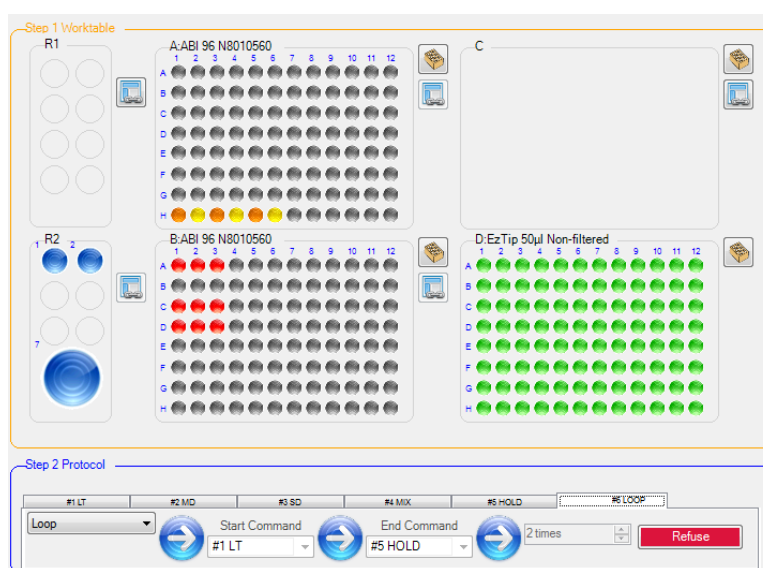 Step 1 Worktable
R1
A:ABI 96 N8010560
1 2 3 4 5 6 7 8 9 10 11 12
A
B
C
D
E
F
G
H
C
R2
1 2
7
B:ABI 96 N8010560
1 2 3 4 5 6 7 8 9 10 11 12
A
B
C
D
E
F
G
H
D:EzTip 50µl Non-filtered
1 2 3 4 5 6 7 8 9 10 11 12
A
B
C
D
E
F
G
H
Step 2 Protocol
#1 LT #2 MD #3 SD #4 MIX #5 HOLD #6 LOOP
Loop
Start Command
#1 LT
End Command
#5 HOLD
2 times
Refuse